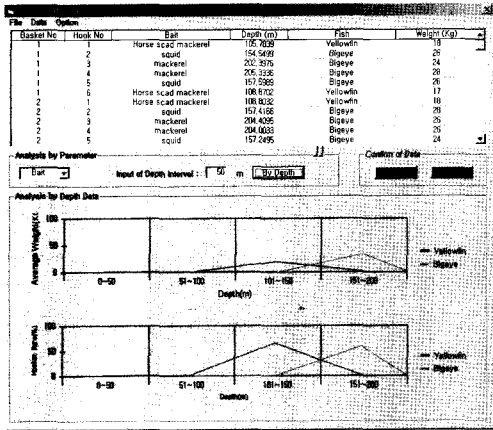 File Data Option
Basket No Hook No Bait Depth (m) Fish Weight (Kg)
1 1 Horse scad mackerel 105,7839 Yellowfin 18
1 2 squid 154,5499 Bigeye 26
1 3 mackerel 202,3975 Bigeye 24
1 4 mackerel 205,3336 Bigeye 28
1 5 squid 157,5989 Bigeye 26
1 6 Horse scad mackerel 108,8702 Yellowfin 17
2 1 Horse scad mackerel 108,8032 Yellowfin 18
2 2 squid 157,4166 Bigeye 28
2 3 mackerel 204,4095 Bigeye 26
2 4 mackerel 204,0033 Bigeye 26
2 5 squid 157,2495 Bigeye 24
Analysis by Parameter
Bait
Input of Depth Interval : 50 m By Depth
Confirm of Data
Analysis by Depth Data
Average Weight(K
100
50
0
0~50 51~100 101~150 151~200
Depth(m)
Yellowfin
Bigeye
100
50
0
0~50 51~100 101~150 151~200
Depth(m)
Yellowfin
Bigeye